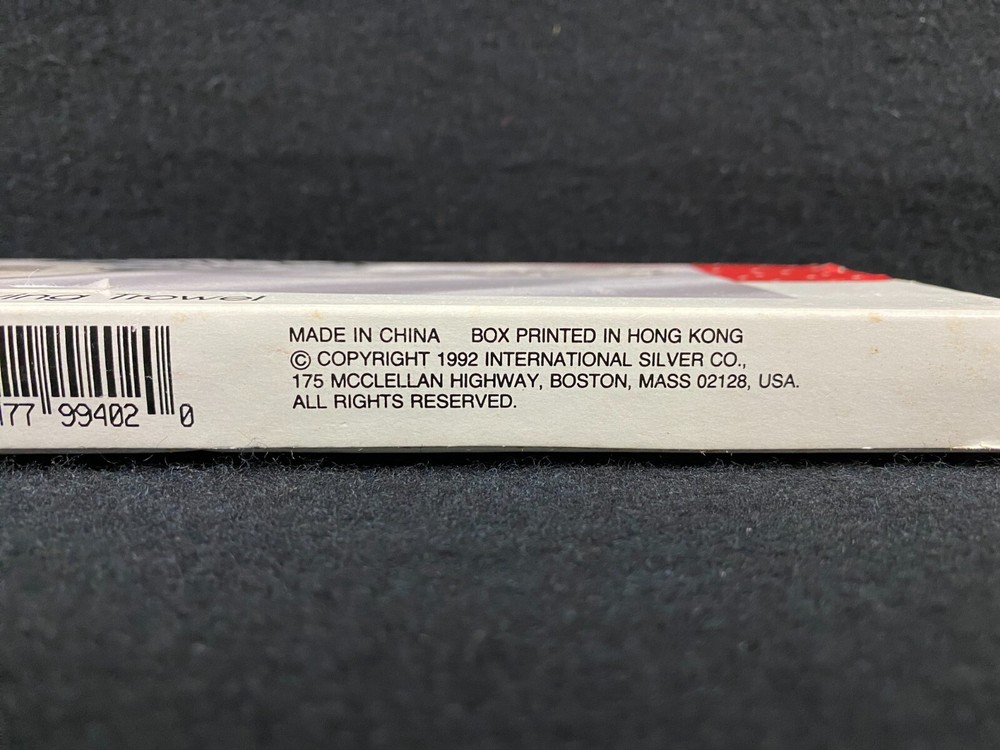 Trowel
MADE IN CHINA BOX PRINTED IN HONG KONG
© COPYRIGHT 1992 INTERNATIONAL SILVER CO.,
175 MCCLELLAN HIGHWAY, BOSTON, MASS 02128, USA.
ALL RIGHTS RESERVED.
77 99402 0